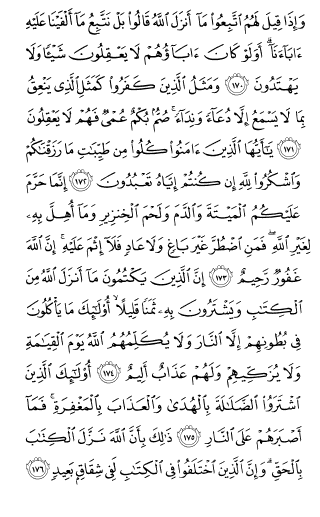 وَإِذَا قِيلَ لَهُمُ ٱتَّبِعُوا۟ مَآ أَنزَلَ ٱللَّهُ قَالُوا۟ بَلْ نَتَّبِعُ مَآ أَلْفَيْنَا عَلَيْهِ
ءَابَآءَنَآ ۗ أَوَلَوْ كَانَ ءَابَآؤُهُمْ لَا يَعْقِلُونَ شَيْـًٔا وَلَا
يَهْتَدُونَ ١٧٠ وَمَثَلُ ٱلَّذِينَ كَفَرُوا۟ كَمَثَلِ ٱلَّذِى يَنْعِقُ
بِمَا لَا يَسْمَعُ إِلَّا دُعَآءً وَنِدَآءً ۚ صُمٌّۢ بُكْمٌ عُمْىٌ فَهُمْ لَا يَعْقِلُونَ
١٧١ يَـٰٓأَيُّهَا ٱلَّذِينَ ءَامَنُوا۟ كُلُوا۟ مِن طَيِّبَـٰتِ مَا رَزَقْنَـٰكُمْ
وَٱشْكُرُوا۟ لِلَّهِ إِن كُنتُمْ إِيَّاهُ تَعْبُدُونَ ١٧٢ إِنَّمَا حَرَّمَ
عَلَيْكُمُ ٱلْمَيْتَةَ وَٱلدَّمَ وَلَحْمَ ٱلْخِنزِيرِ وَمَآ أُهِلَّ بِهِۦ
لِغَيْرِ ٱللَّهِ ۖ فَمَنِ ٱضْطُرَّ غَيْرَ بَاغٍ وَلَا عَادٍ فَلَآ إِثْمَ عَلَيْهِ ۚ إِنَّ ٱللَّهَ
غَفُورٌ رَّحِيمٌ ١٧٣ إِنَّ ٱلَّذِينَ يَكْتُمُونَ مَآ أَنزَلَ ٱللَّهُ مِنَ
ٱلْكِتَـٰبِ وَيَشْتَرُونَ بِهِۦ ثَمَنًا قَلِيلًا ۙ أُو۟لَـٰٓئِكَ مَا يَأْكُلُونَ
فِى بُطُونِهِمْ إِلَّا ٱلنَّارَ وَلَا يُكَلِّمُهُمُ ٱللَّهُ يَوْمَ ٱلْقِيَـٰمَةِ
وَلَا يُزَكِّيهِمْ وَلَهُمْ عَذَابٌ أَلِيمٌ ١٧٤ أُو۟لَـٰٓئِكَ ٱلَّذِينَ
ٱشْتَرَوُا۟ ٱلضَّلَـٰلَةَ بِٱلْهُدَىٰ وَٱلْعَذَابَ بِٱلْمَغْفِرَةِ ۚ فَمَآ
أَصْبَرَهُمْ عَلَى ٱلنَّارِ ١٧٥ ذَٰلِكَ بِأَنَّ ٱللَّهَ نَزَّلَ ٱلْكِتَـٰبَ
بِٱلْحَقِّ ۗ وَإِنَّ ٱلَّذِينَ ٱخْتَلَفُوا۟ فِى ٱلْكِتَـٰبِ لَفِى شِقَاقٍۭ بَعِيدٍ ١٧٦